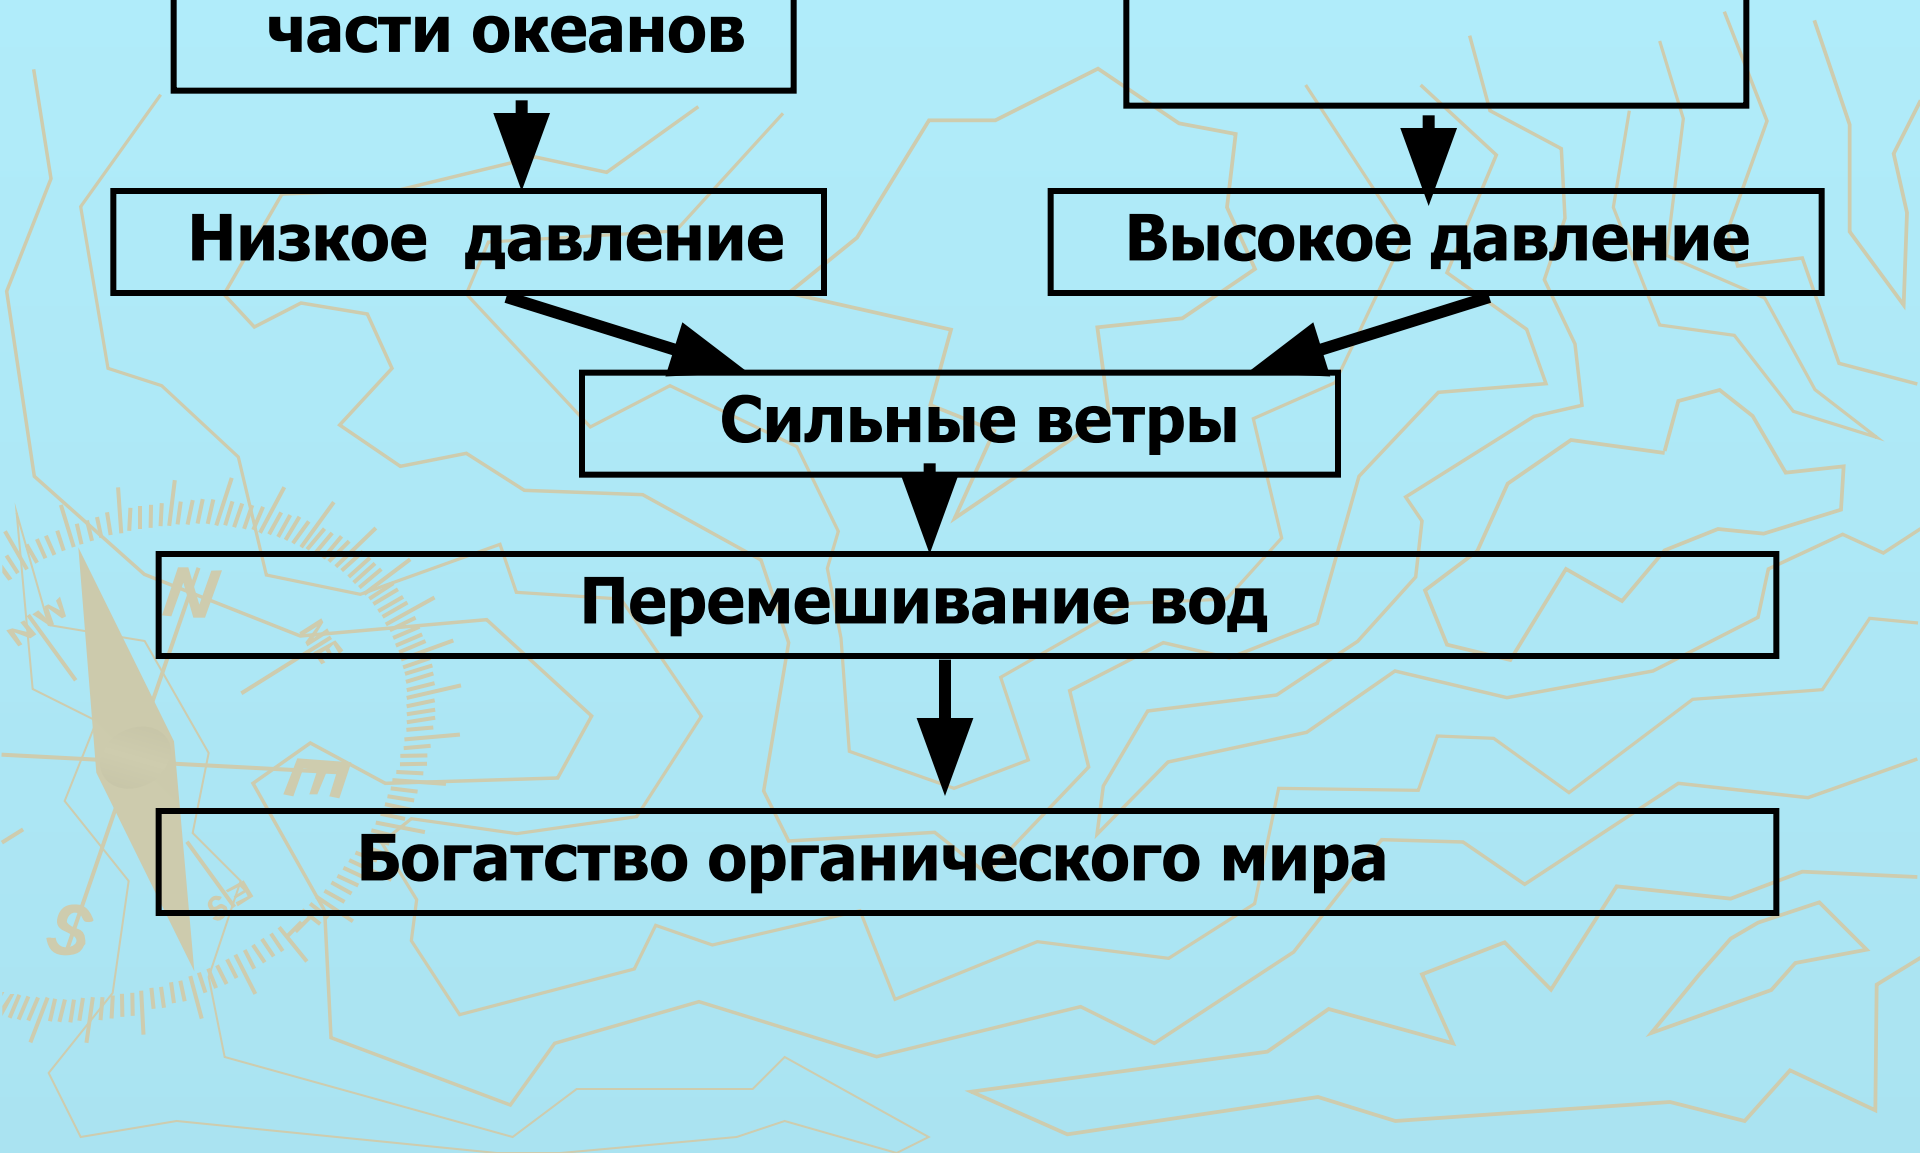 части океанов
Низкое давление
Высокое давление
Сильные ветры
Перемешивание вод
Богатство органического мира
N
E
S